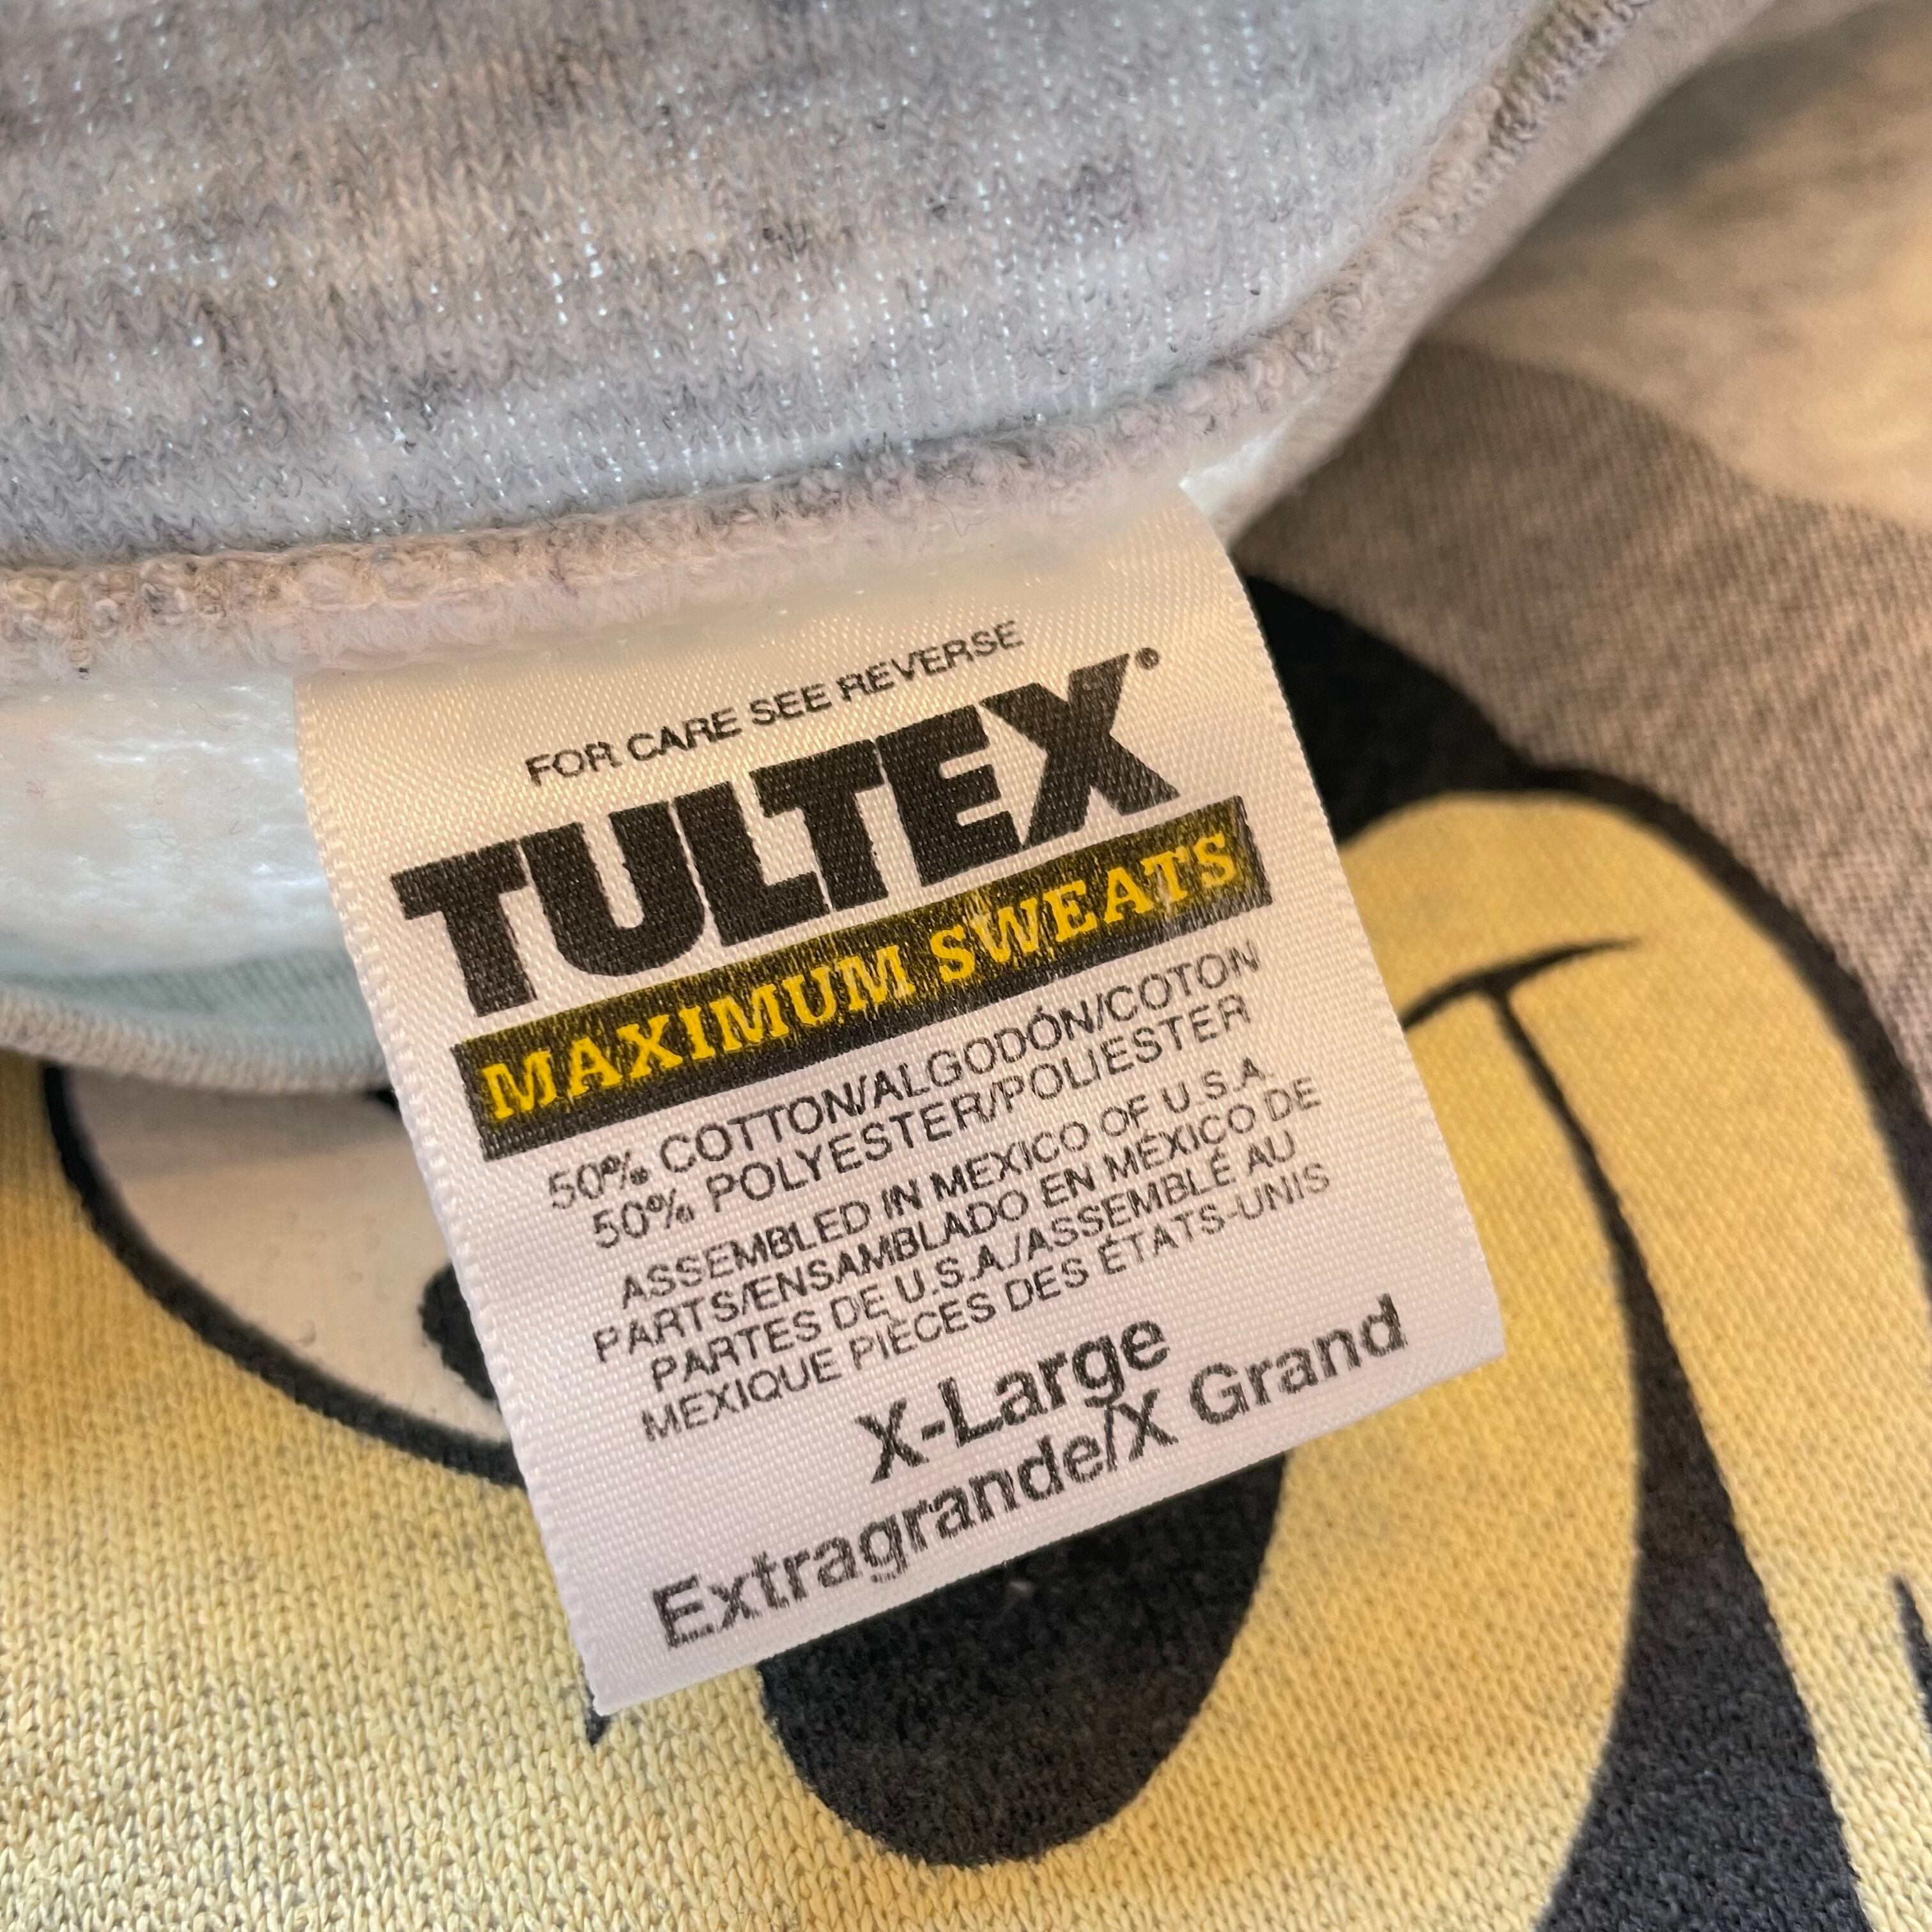 FOR CARE SEE REVERSE
TULTEX®
MAXIMUM SWEATS
50% COTTON/ALGODÓN/COTON
50% POLYESTER/POLIESTER
ASSEMBLED IN MEXICO OF U.S.A.
PARTS/ENSAMBLADO EN MÉXICO DE
PARTES DE U.S.A./ASSEMBLÉ AU
MEXIQUE PIÈCES DES ÉTATS-UNIS
X-Large
Extragrande/X Grand